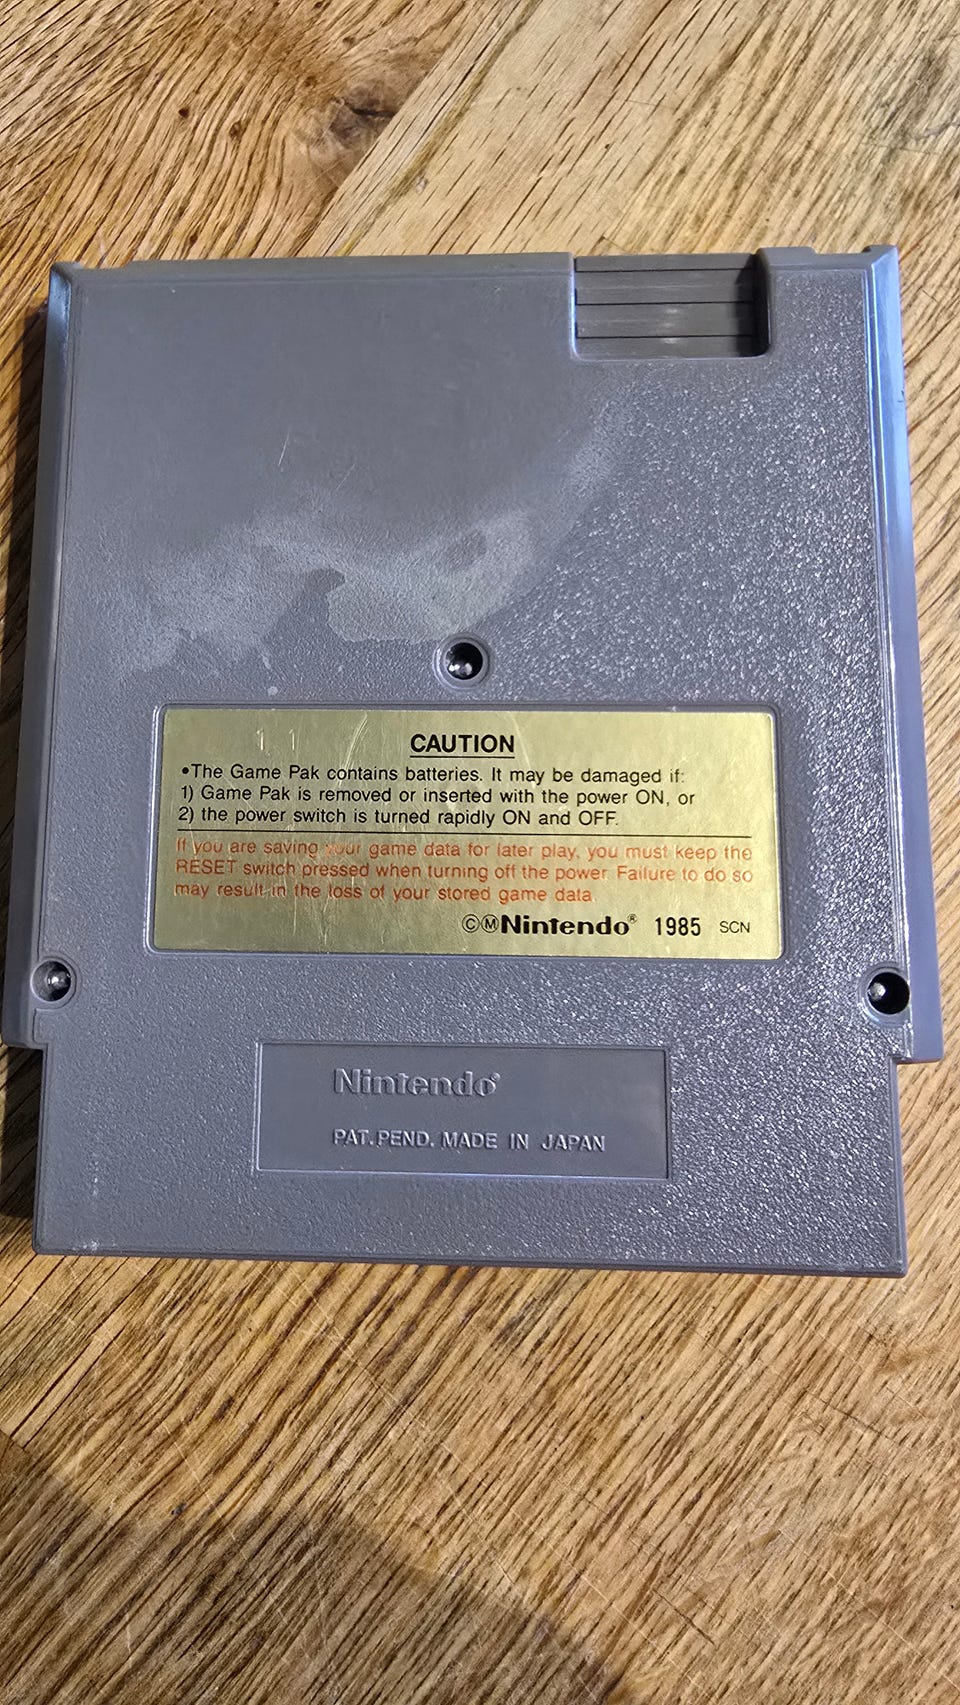 CAUTION
•The Game Pak contains batteries. It may be damaged if:
1) Game Pak is removed or inserted with the power ON, or
2) the power switch is turned rapidly ON and OFF.
If you are saving your game data for later play, you must keep the
RESET switch pressed when turning off the power. Failure to do so
may result in the loss of your stored game data.
©Ⓜ Nintendo® 1985 SCN
Nintendo®
PAT. PEND. MADE IN JAPAN